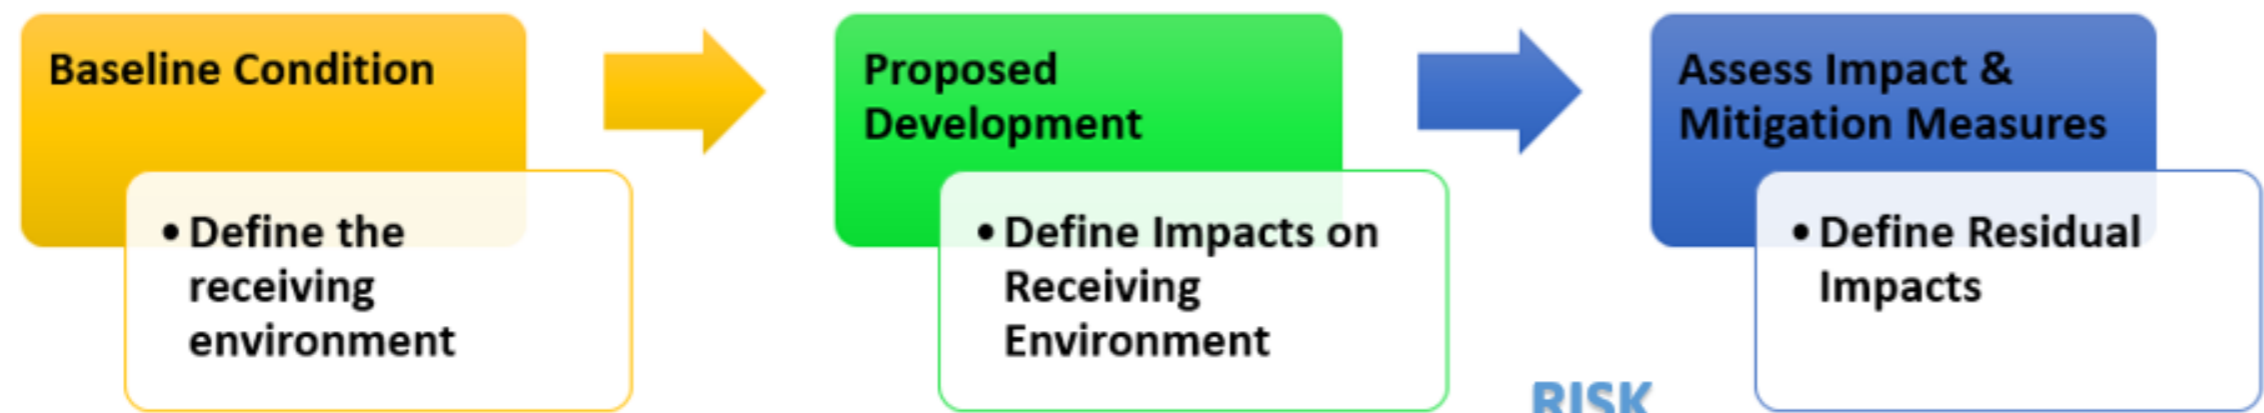 Baseline Condition
• Define the
receiving
environment
Proposed
Development
• Define Impacts on
Receiving
Environment
Assess Impact &
Mitigation Measures
• Define Residual
Impacts
RISK